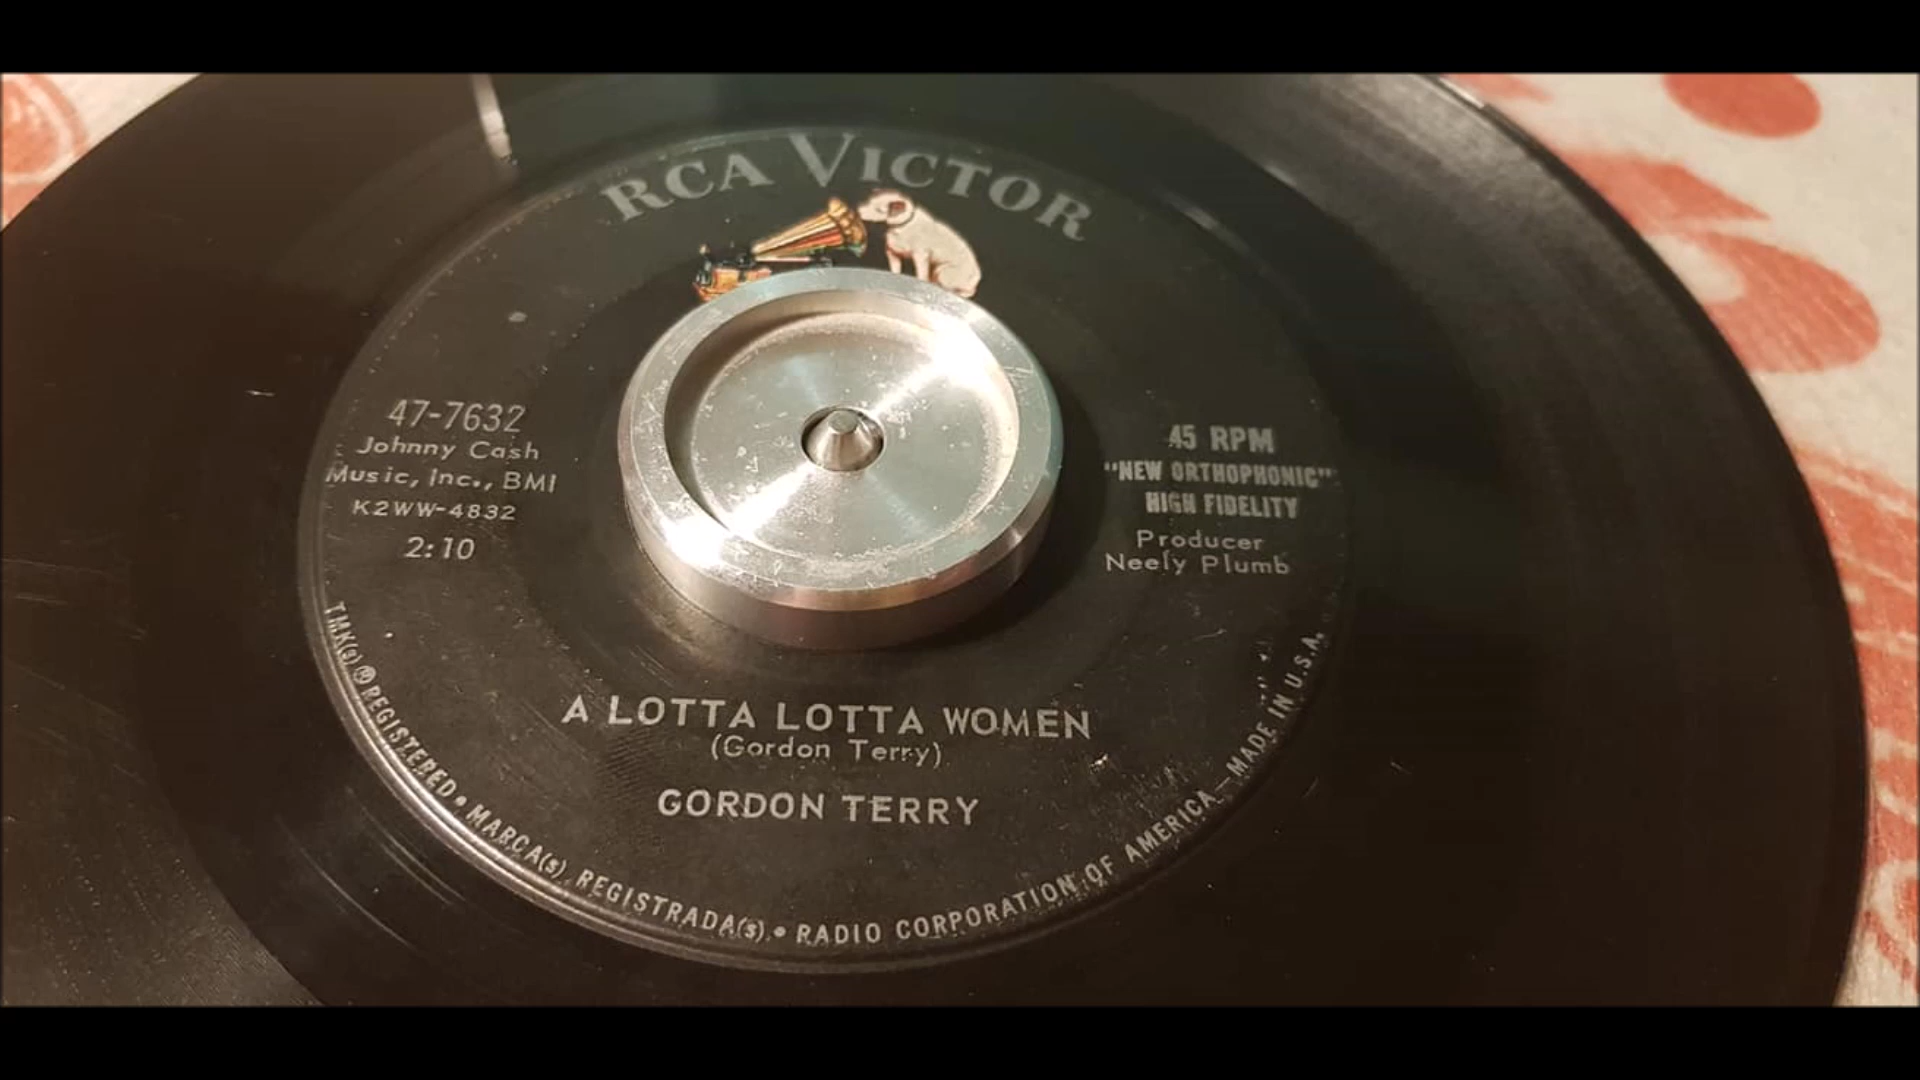 RCA VICTOR
47-7632
Johnny Cash
Music, Inc., BMI
K2WW-4832
2:10
45 RPM
"NEW ORTHOPHONIC"
HIGH FIDELITY
Producer
Neely Plumb
A LOTTA LOTTA WOMEN
(Gordon Terry)
GORDON TERRY
TMK(s) ® REGISTERED • MARCA(s) REGISTRADA(s) • RADIO CORPORATION OF AMERICA—MADE IN U.S.A.